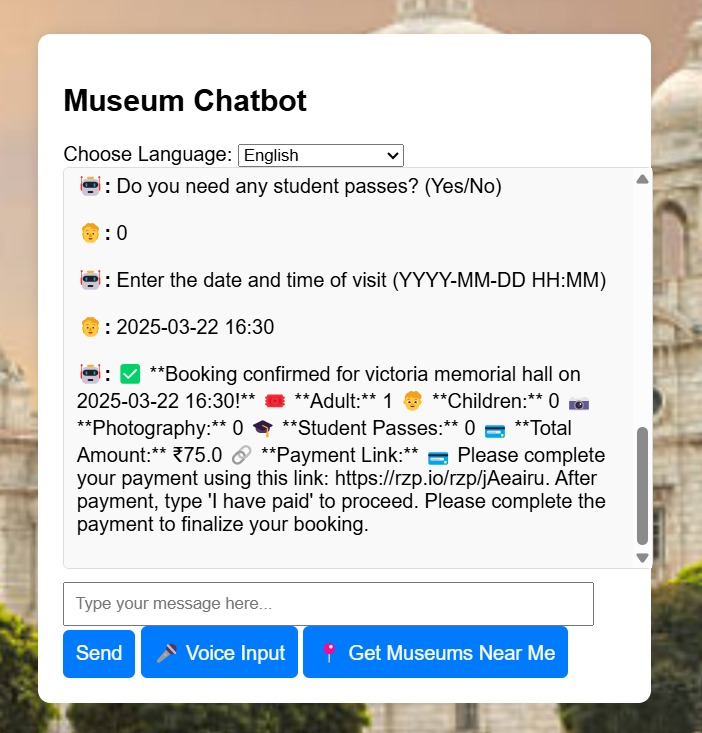 Museum Chatbot
Choose Language: English
🤖: Do you need any student passes? (Yes/No)
🧑: 0
🤖: Enter the date and time of visit (YYYY-MM-DD HH:MM)
🧑: 2025-03-22 16:30
🤖: ✅ **Booking confirmed for victoria memorial hall on
2025-03-22 16:30!** 🎟️ **Adult:** 1 🧒 **Children:** 0 📷
**Photography:** 0 🎓 **Student Passes:** 0 💳 **Total
Amount:** ₹75.0 🔗 **Payment Link:** 💳 Please complete
your payment using this link: https://rzp.io/rzp/jAeairu. After
payment, type 'I have paid' to proceed. Please complete the
payment to finalize your booking.
Type your message here...
Send 🎤 Voice Input 📍 Get Museums Near Me